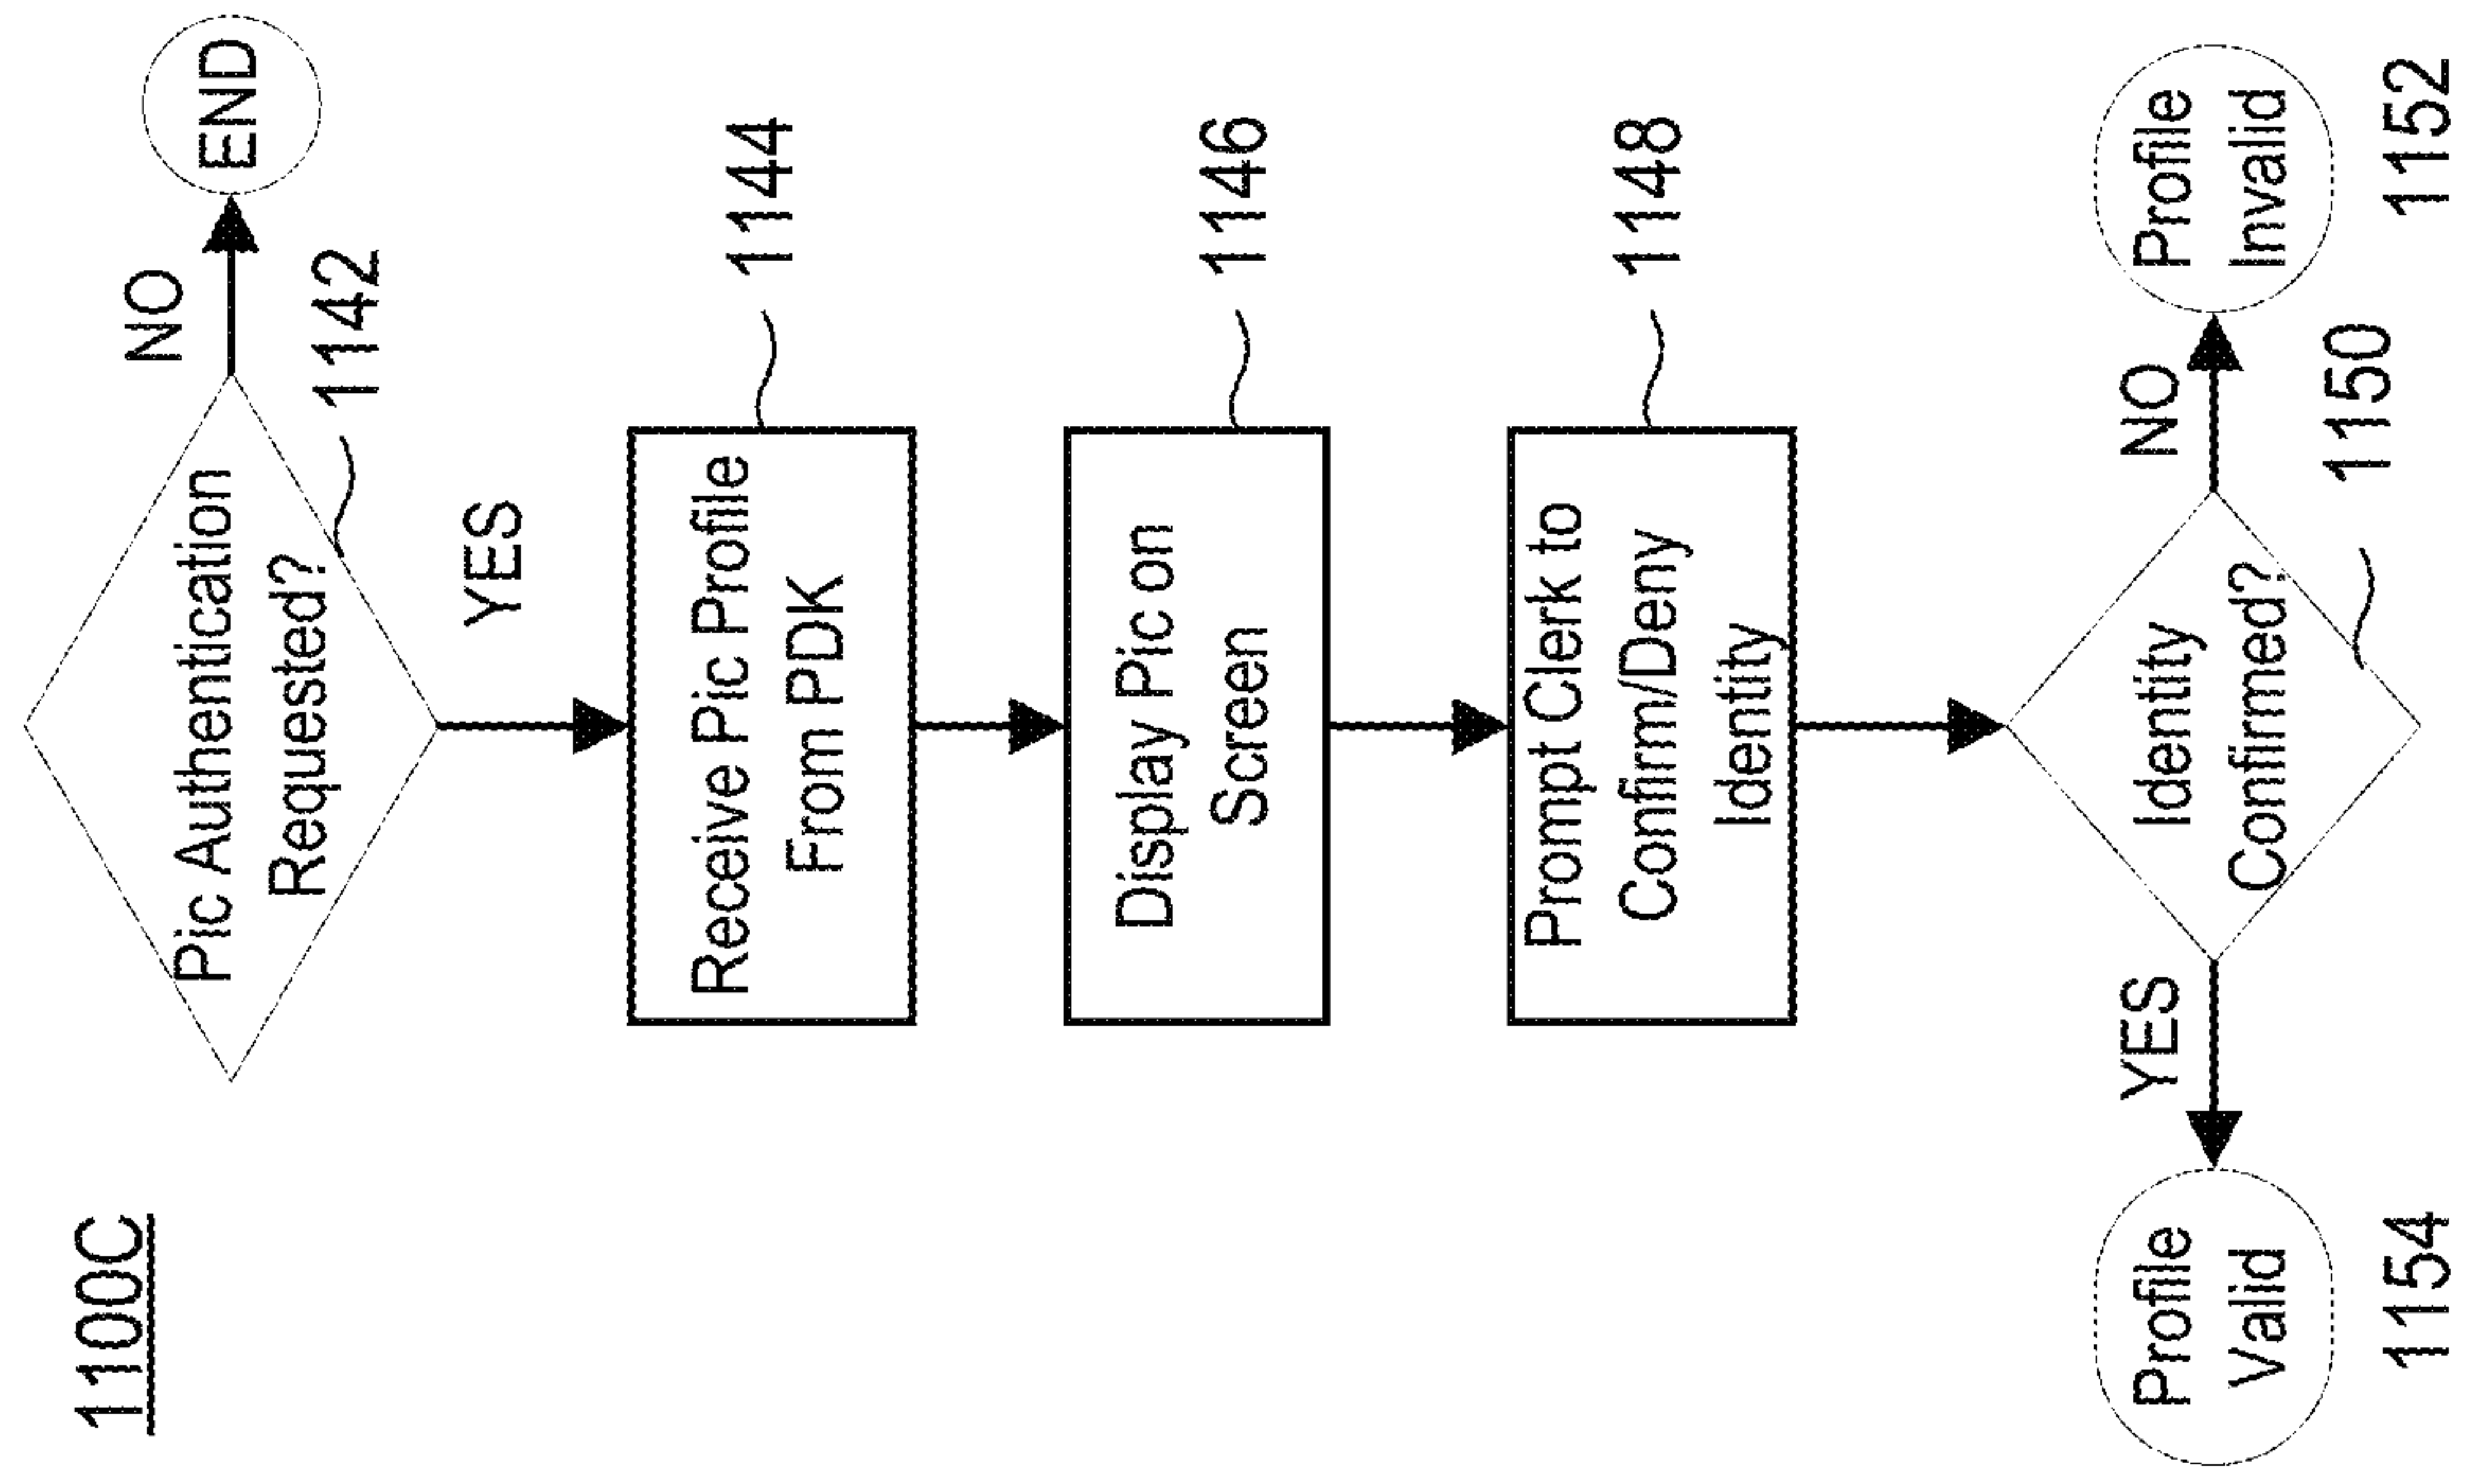 1100C
Pic Authentication
Requested?
NO
END
1142
YES
Receive Pic Profile
From PDK
1144
Display Pic on
Screen
1146
Prompt Clerk to
Confirm/Deny
Identity
1148
YES
Identity
Confirmed?
NO
1150
Profile
Valid
1154
Profile
Invalid
1152